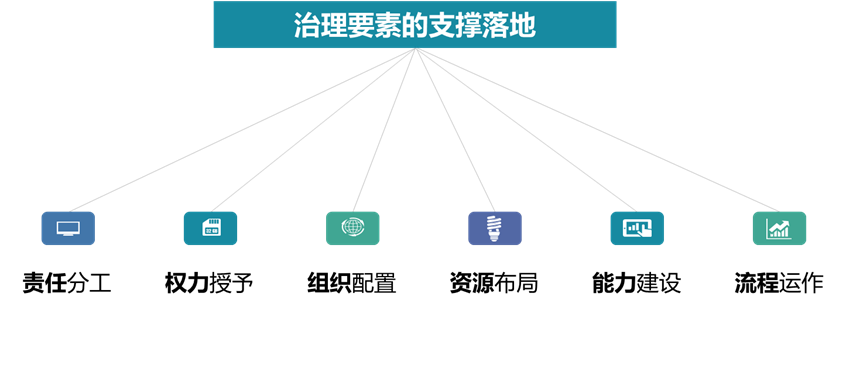 治理要素的支撑落地
责任分工
权力授予
组织配置
资源布局
能力建设
流程运作